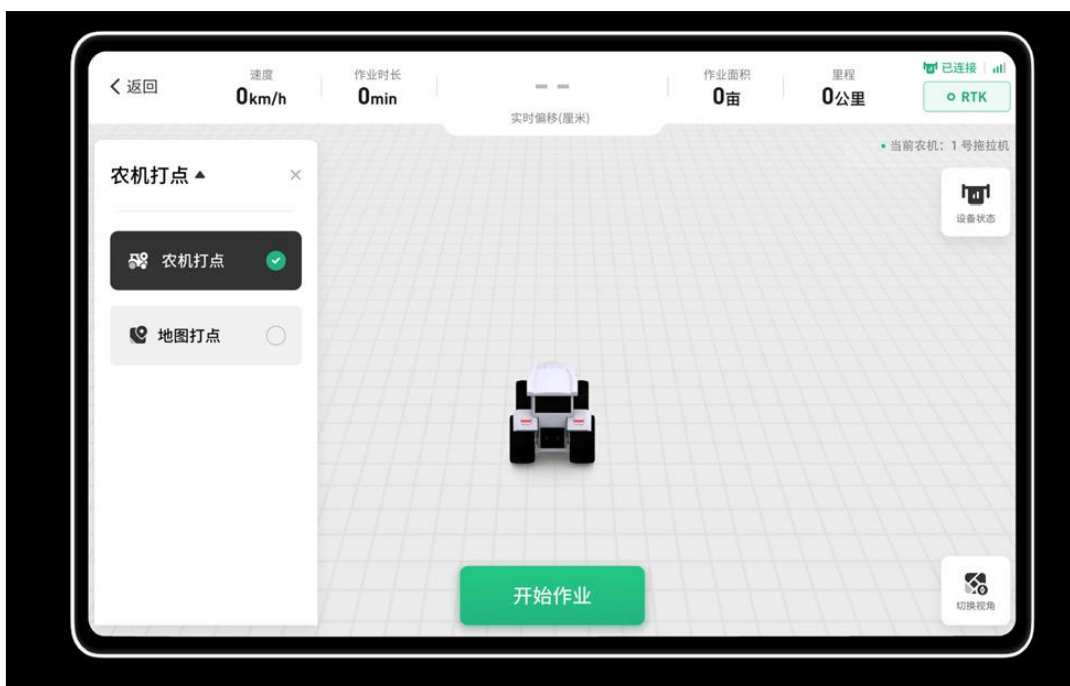 返回
速度
0km/h
作业时长
0min
-- --
实时偏移(厘米)
作业面积
0亩
里程
0公里
已连接
RTK
当前农机：1号拖拉机
农机打点
农机打点
地图打点
设备状态
开始作业
切换视角